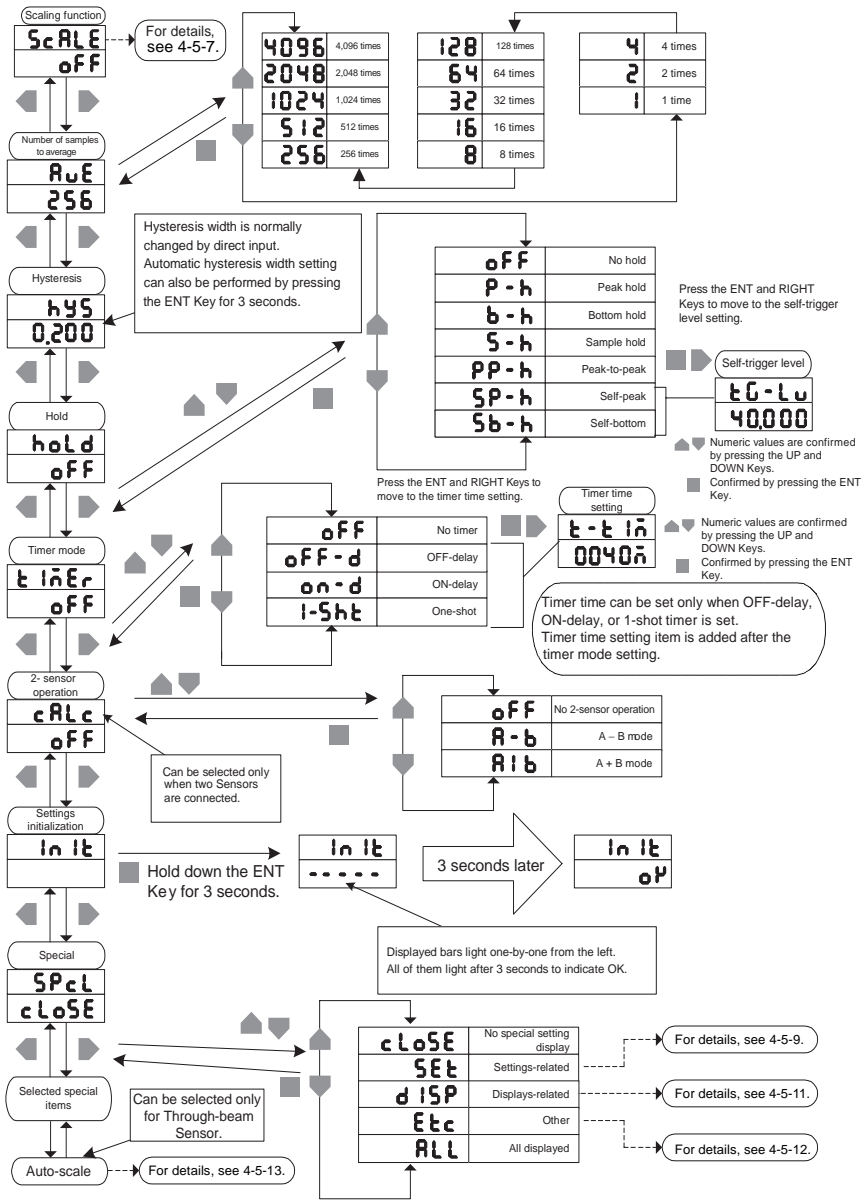 Scaling function
ScALE
oFF
For details,
see 4-5-7.
4096 4,096 times
2048 2,048 times
1024 1,024 times
512 512 times
256 256 times
128 128 times
64 64 times
32 32 times
16 16 times
8 8 times
4 4 times
2 2 times
1 1 time
Number of samples
to average
AvE
256
Hysteresis width is normally
changed by direct input.
Automatic hysteresis width setting
can also be performed by pressing
the ENT Key for 3 seconds.
Hysteresis
hyS
0.200
oFF No hold
P-h Peak hold
b-h Bottom hold
S-h Sample hold
PP-h Peak-to-peak
SP-h Self-peak
Sb-h Self-bottom
Press the ENT and RIGHT
Keys to move to the self-trigger
level setting.
Self-trigger level
tG-Lv
40.000
Numeric values are confirmed
by pressing the UP and
DOWN Keys.
Confirmed by pressing the ENT
Key.
Hold
hoLd
oFF
Press the ENT and RIGHT Keys to
move to the timer time setting.
oFF No timer
oFF-d OFF-delay
on-d ON-delay
1-Sht One-shot
Timer time
setting
t-tIm
0040m
Numeric values are confirmed
by pressing the UP and
DOWN Keys.
Confirmed by pressing the ENT
Key.
Timer mode
tImEr
oFF
Timer time can be set only when OFF-delay,
ON-delay, or 1-shot timer is set.
Timer time setting item is added after the
timer mode setting.
2- sensor
operation
cALc
oFF
Can be selected only
when two Sensors
are connected.
oFF No 2-sensor operation
A-b A – B mode
A1b A + B mode
Settings
initialization
InIt
Hold down the ENT
Key for 3 seconds.
InIt
-----
3 seconds later
InIt
oK
Displayed bars light one-by-one from the left.
All of them light after 3 seconds to indicate OK.
Special
SPcL
cLoSE
cLoSE No special setting
display
SEt Settings-related
dISP Displays-related
Etc Other
ALL All displayed
For details, see 4-5-9.
For details, see 4-5-11.
For details, see 4-5-12.
Selected special
items
Can be selected only
for Through-beam
Sensor.
Auto-scale
For details, see 4-5-13.